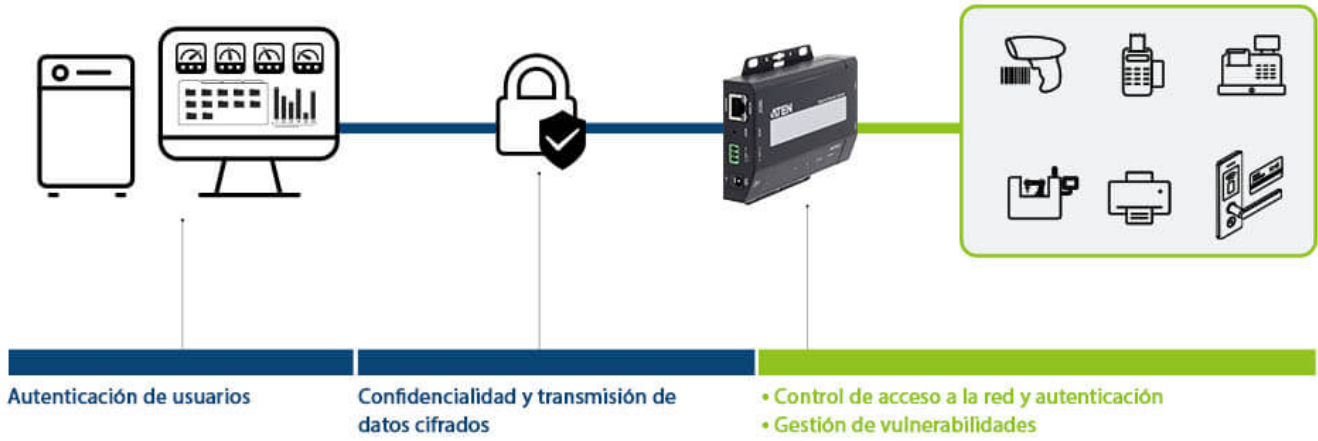 ATEN
Autenticación de usuarios
Confidencialidad y transmisión de
datos cifrados
• Control de acceso a la red y autenticación
• Gestión de vulnerabilidades